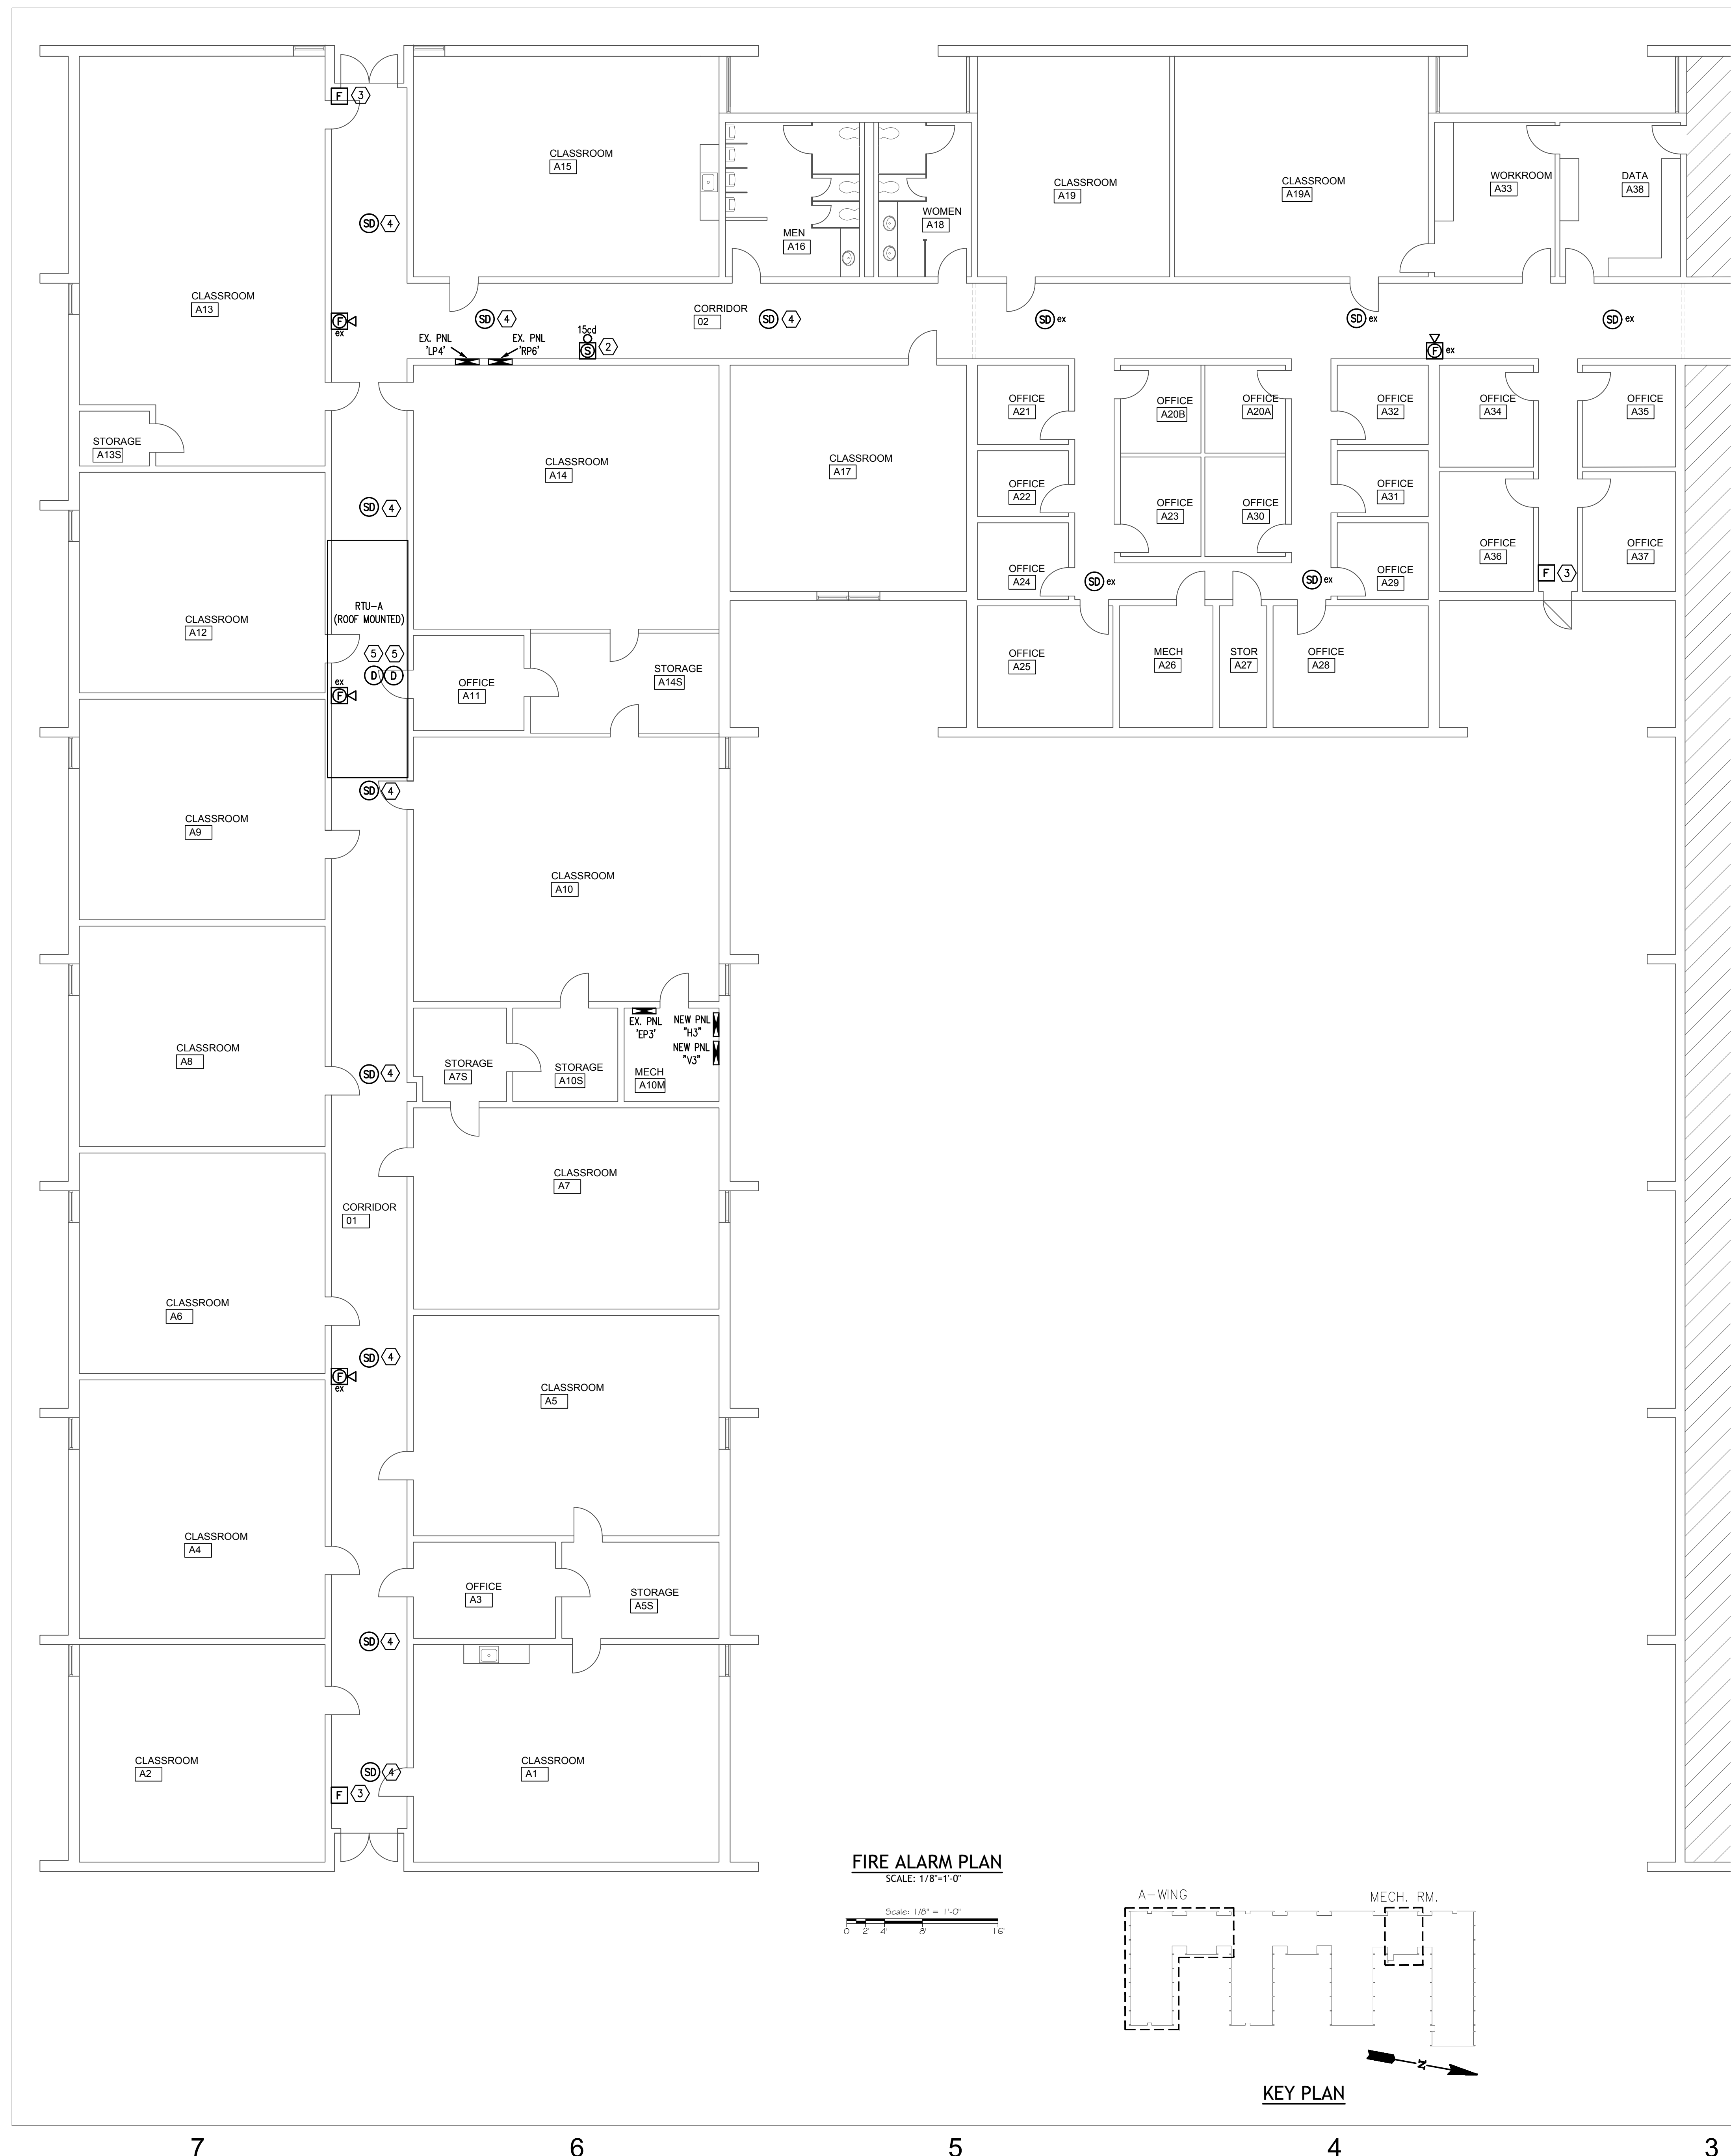 F
3
CLASSROOM
A15
CLASSROOM
A19
CLASSROOM
A19A
WORKROOM
A33
DATA
A38
MEN
A16
WOMEN
A18
SD
4
CLASSROOM
A13
F
ex
SD
4
CORRIDOR
02
SD
4
SD
ex
SD
ex
SD
ex
EX. PNL
'LP4'
EX. PNL
'RP6'
15cd
S
2
F
ex
STORAGE
A13S
CLASSROOM
A14
CLASSROOM
A17
OFFICE
A21
OFFICE
A20B
OFFICE
A20A
OFFICE
A32
OFFICE
A34
OFFICE
A35
OFFICE
A22
OFFICE
A23
OFFICE
A30
OFFICE
A31
OFFICE
A36
OFFICE
A37
SD
4
OFFICE
A24
SD
ex
SD
ex
OFFICE
A29
F
3
RTU-A
(ROOF MOUNTED)
CLASSROOM
A12
5
5
D
D
ex
F
OFFICE
A11
STORAGE
A14S
OFFICE
A25
MECH
A26
STOR
A27
OFFICE
A28
SD
4
CLASSROOM
A9
CLASSROOM
A10
EX. PNL
'EP3'
NEW PNL
"H3"
NEW PNL
"V3"
CLASSROOM
A8
SD
4
STORAGE
A7S
STORAGE
A10S
MECH
A10M
CLASSROOM
A7
CORRIDOR
01
CLASSROOM
A6
SD
4
F
ex
CLASSROOM
A5
CLASSROOM
A4
OFFICE
A3
STORAGE
A5S
SD
4
CLASSROOM
A2
SD
4
F
3
CLASSROOM
A1
FIRE ALARM PLAN
SCALE: 1/8"=1'-0"
Scale: 1/8" = 1'-0"
0 2' 4' 8' 16'
A-WING
MECH. RM.
N
KEY PLAN
7 6 5 4 3